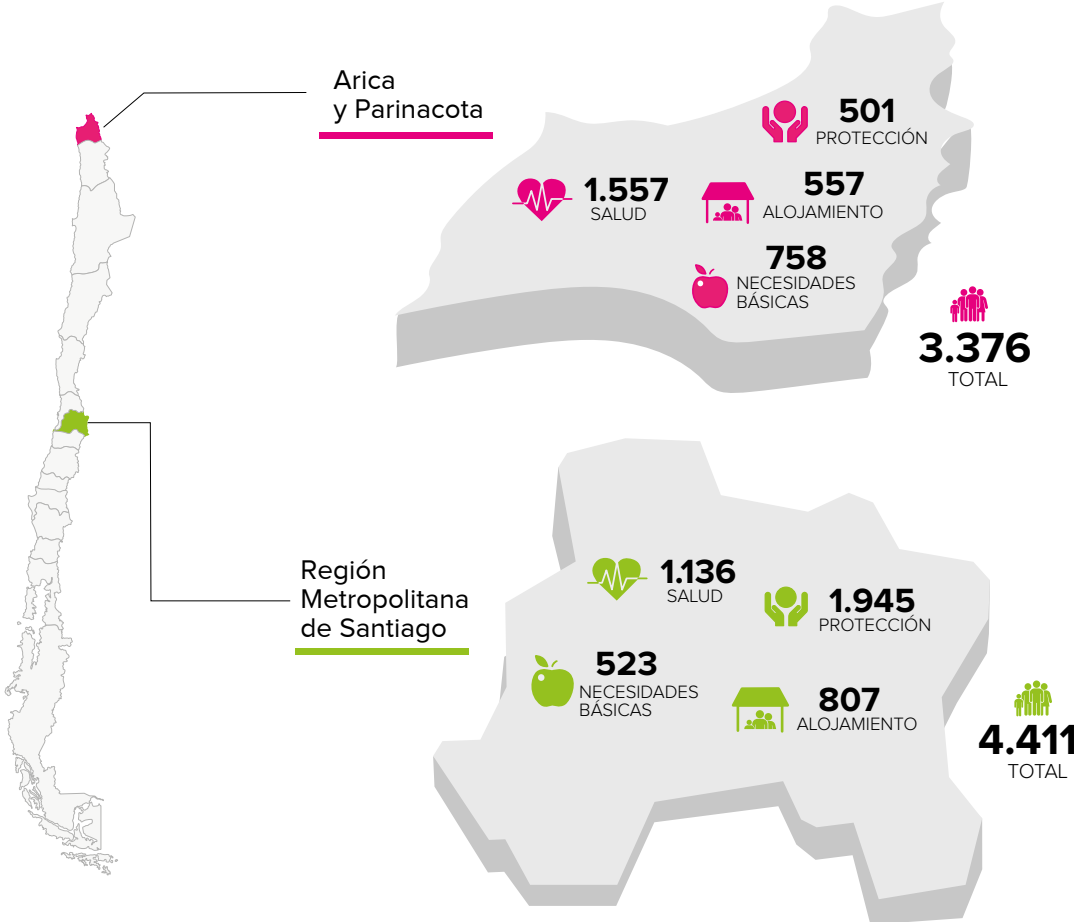 Arica
y Parinacota
501
PROTECCIÓN
1.557
SALUD
557
ALOJAMIENTO
758
NECESIDADES
BÁSICAS
3.376
TOTAL
Región
Metropolitana
de Santiago
1.136
SALUD
1.945
PROTECCIÓN
523
NECESIDADES
BÁSICAS
807
ALOJAMIENTO
4.411
TOTAL